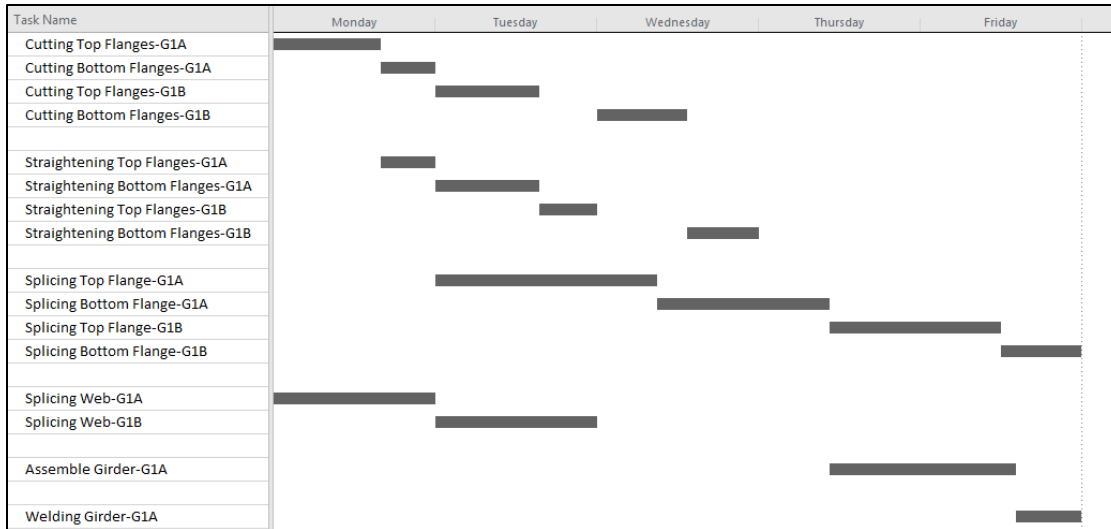 Task Name Monday Tuesday Wednesday Thursday Friday
Cutting Top Flanges-G1A
Cutting Bottom Flanges-G1A
Cutting Top Flanges-G1B
Cutting Bottom Flanges-G1B
Straightening Top Flanges-G1A
Straightening Bottom Flanges-G1A
Straightening Top Flanges-G1B
Straightening Bottom Flanges-G1B
Splicing Top Flange-G1A
Splicing Bottom Flange-G1A
Splicing Top Flange-G1B
Splicing Bottom Flange-G1B
Splicing Web-G1A
Splicing Web-G1B
Assemble Girder-G1A
Welding Girder-G1A